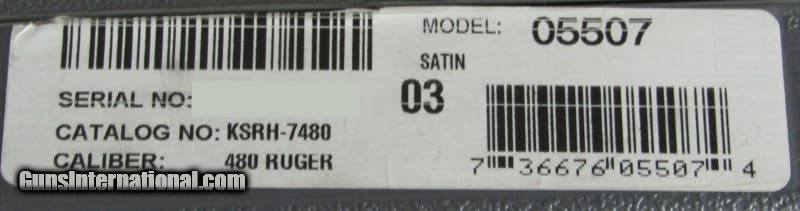 MODEL: 05507
SATIN
03
SERIAL NO:
CATALOG NO: KSRH-7480
CALIBER: 480 RUGER
7 36676 05507 4
GunsInternational.com